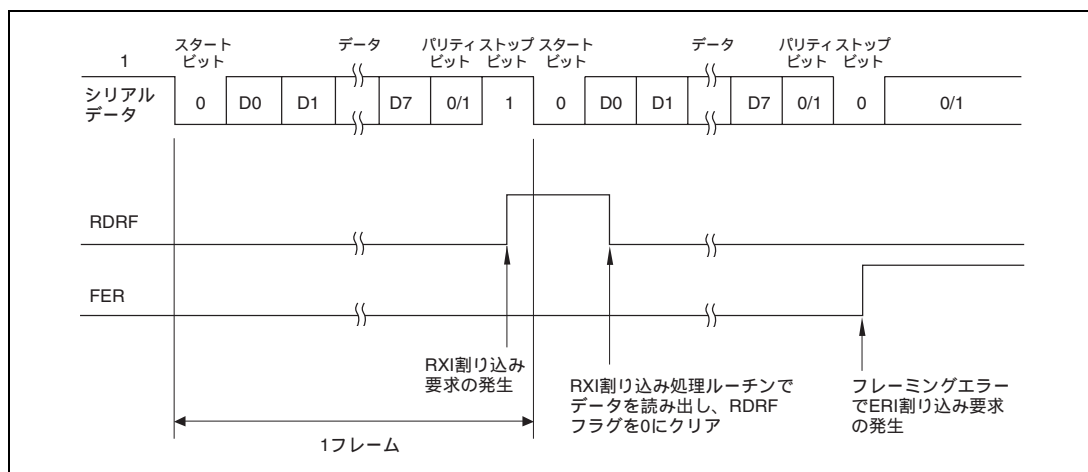 スタート
ビット
データ
パリティ
ビット
ストップ
ビット
スタート
ビット
データ
パリティ
ビット
ストップ
ビット
1
シリアル
データ
0 D0 D1 D7 0/1 1 0 D0 D1 D7 0/1 0 0/1
RDRF
FER
RXI割り込み
要求の発生
RXI割り込み処理ルーチンで
データを読み出し、RDRF
フラグを0にクリア
フレーミングエラー
でERI割り込み要求
の発生
1フレーム